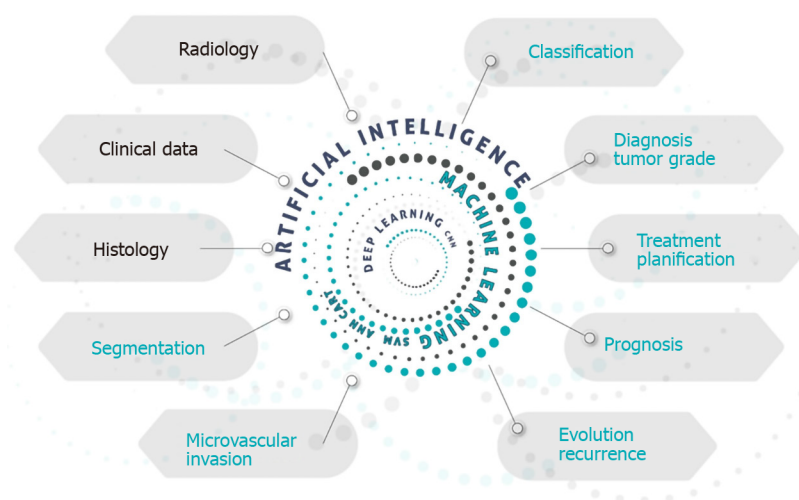 Radiology
Classification
Clinical data
Diagnosis
tumor grade
Histology
Treatment
planification
Segmentation
Prognosis
Microvascular
invasion
Evolution
recurrence
ARTIFICIAL INTELLIGENCE
MACHINE LEARNING SVM ANN CART
DEEP LEARNING CNN